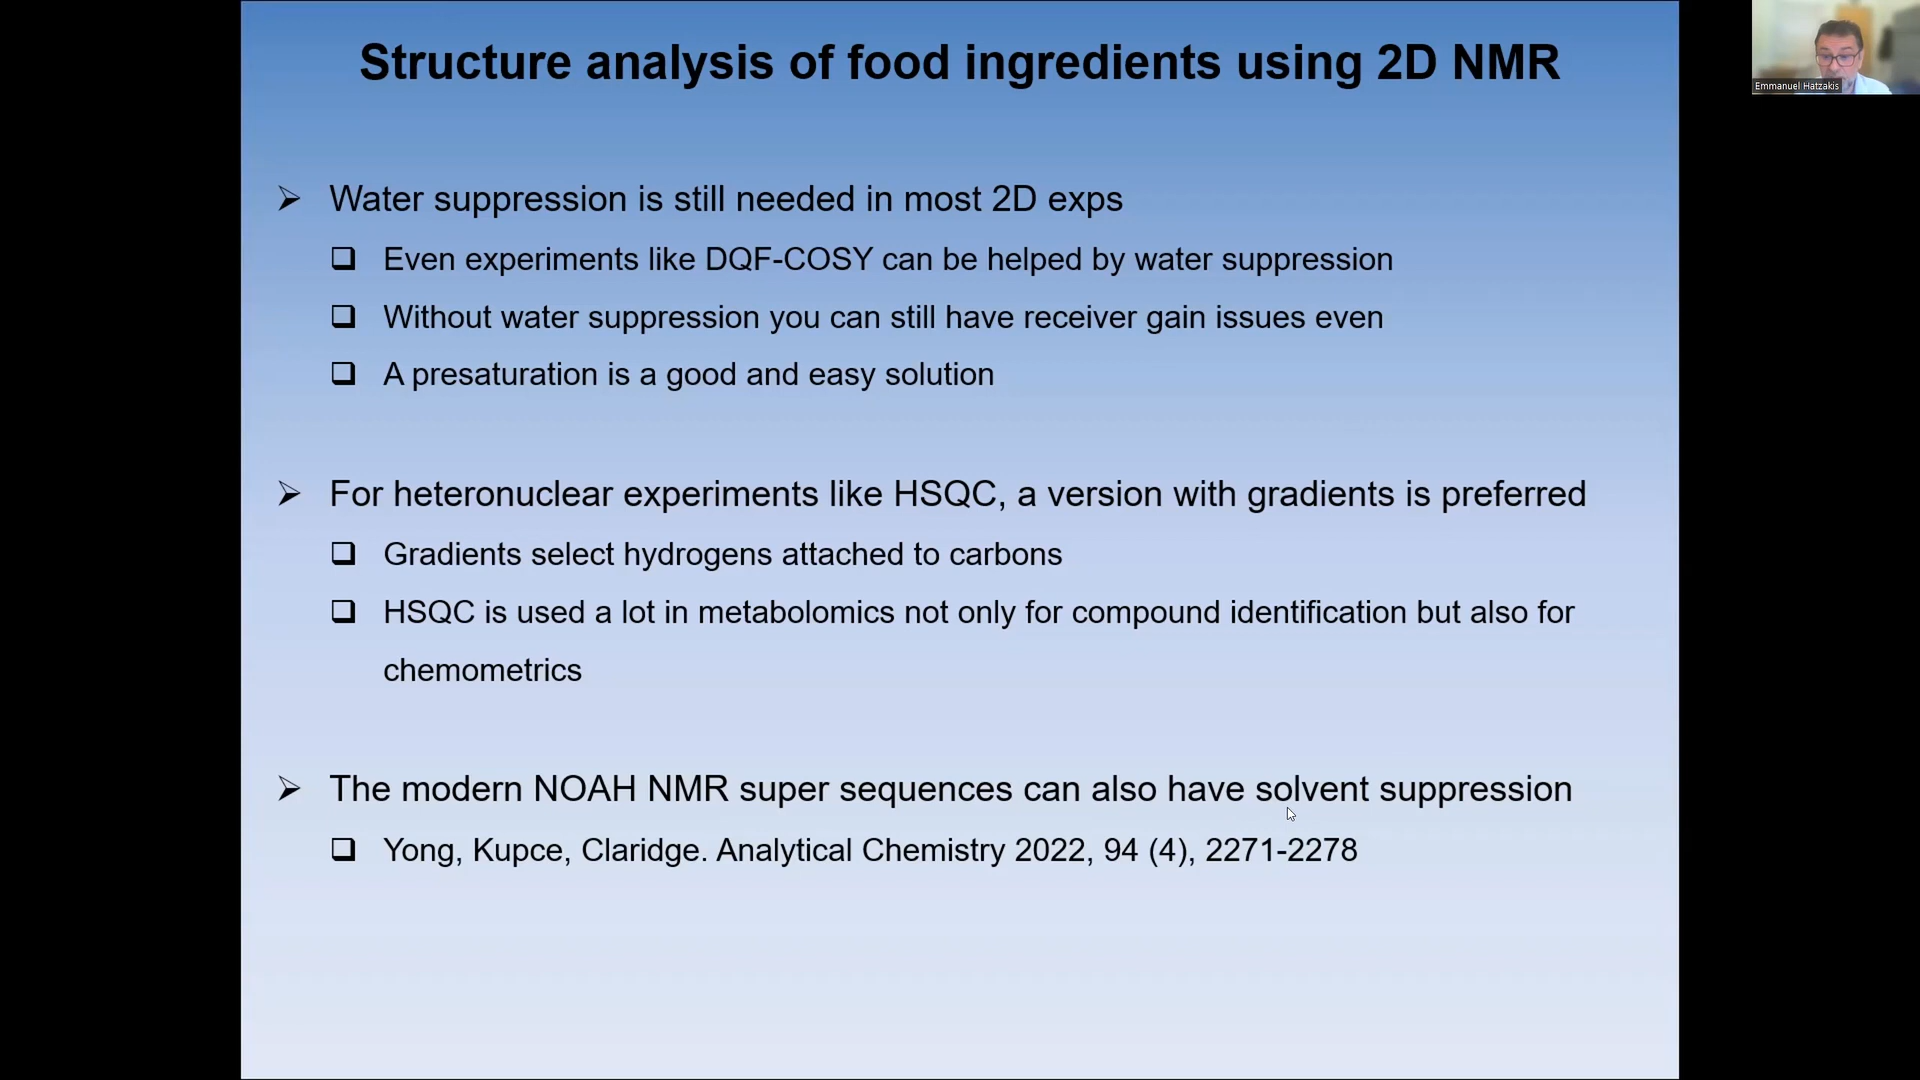 Structure analysis of food ingredients using 2D NMR
Emmanuel Hatzakis
Water suppression is still needed in most 2D exps
Even experiments like DQF-COSY can be helped by water suppression
Without water suppression you can still have receiver gain issues even
A presaturation is a good and easy solution
For heteronuclear experiments like HSQC, a version with gradients is preferred
Gradients select hydrogens attached to carbons
HSQC is used a lot in metabolomics not only for compound identification but also for
chemometrics
The modern NOAH NMR super sequences can also have solvent suppression
Yong, Kupce, Claridge. Analytical Chemistry 2022, 94 (4), 2271-2278